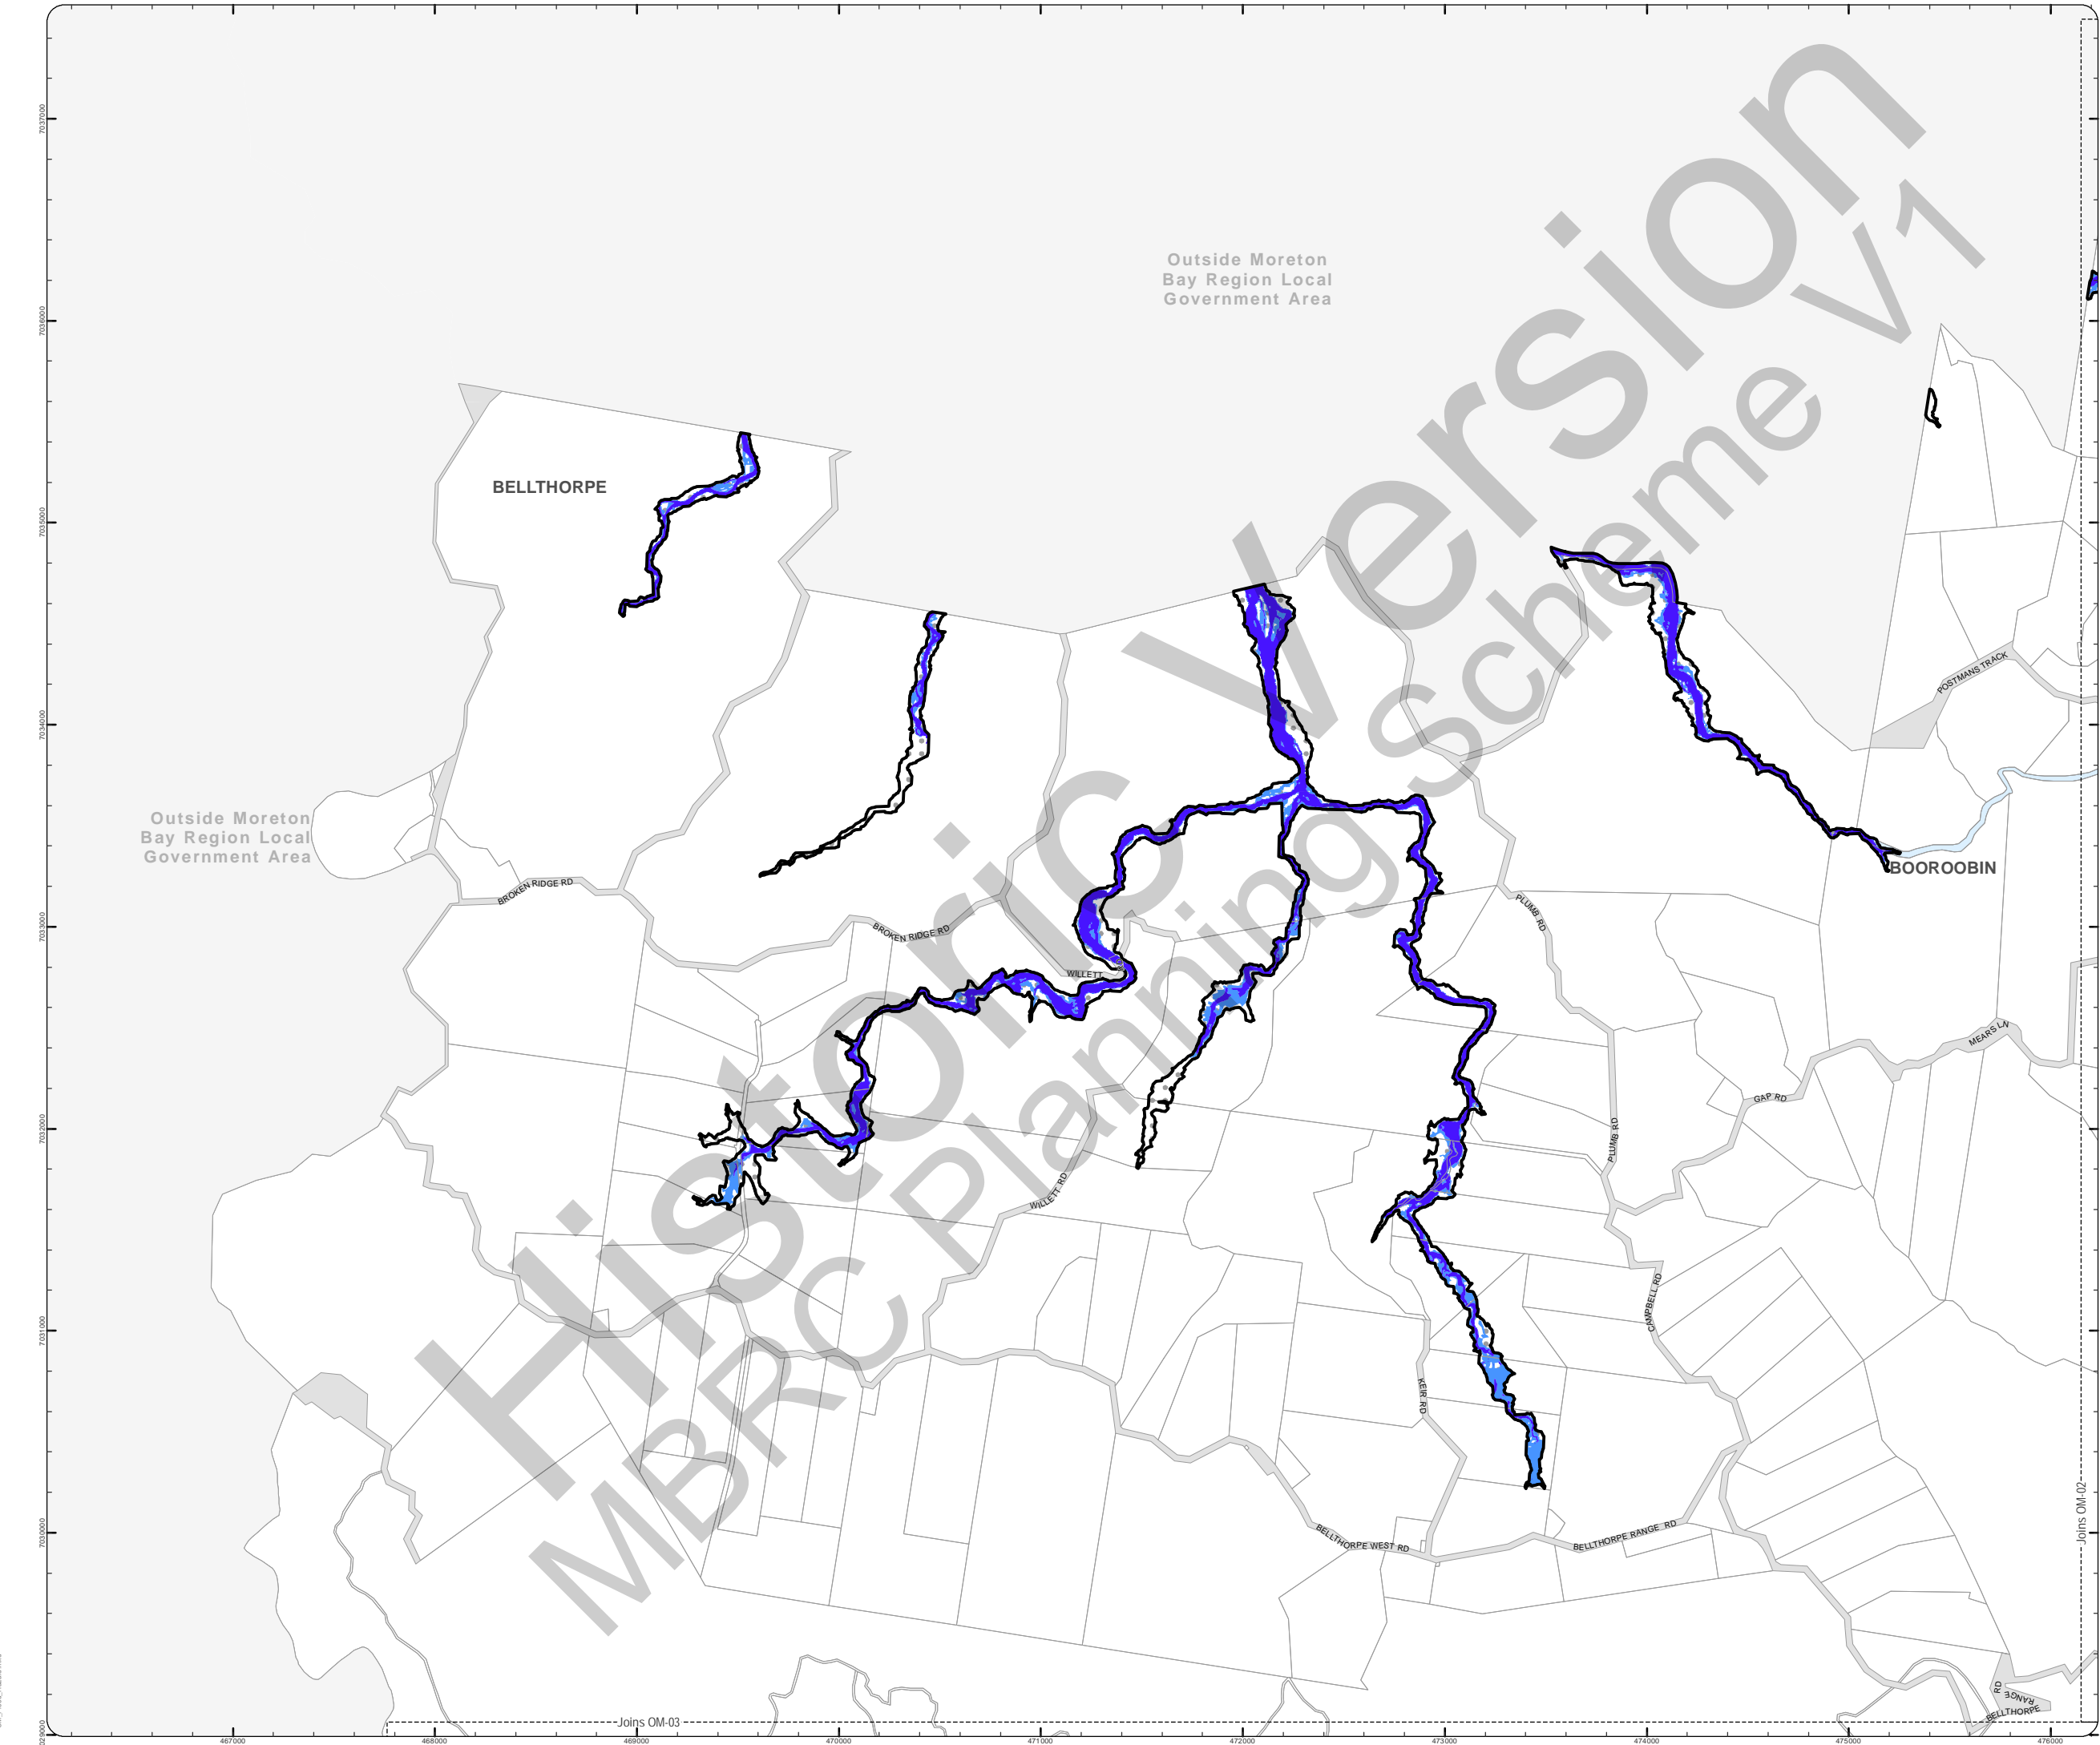 7037000
Outside Moreton
Bay Region Local
Government Area
7036000
BELLTHORPE
7035000
POSTMANS TRACK
7034000
Outside Moreton
Bay Region Local
Government Area
BOOROOBIN
BROKEN RIDGE RD
BROKEN RIDGE RD
PLUMB RD
7033000
WILLETT
MEARS LN
GAP RD
7032000
PLUMB RD
WILLETT RD
CAMPBELL RD
7031000
KEIR RD
Joins OM-02
7030000
BELLTHORPE WEST RD
BELLTHORPE RANGE RD
RD
RANGE
BELLTHORPE
Joins OM-03
467000
468000
469000
470000
471000
472000
473000
474000
475000
476000
Historic Version
MBRC Planning Scheme V1